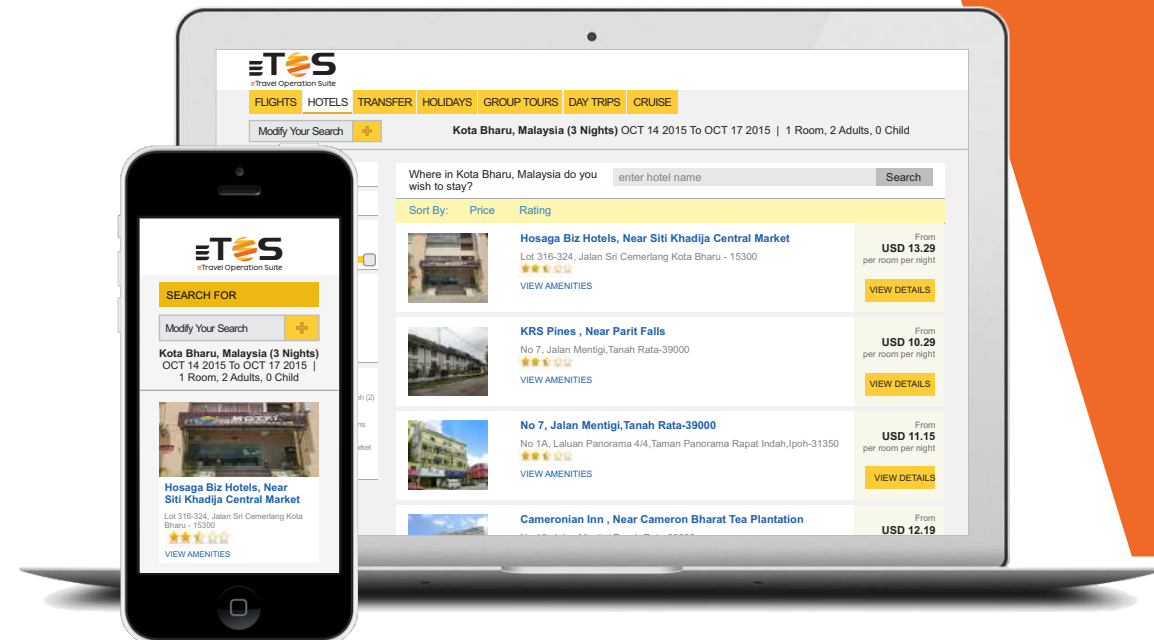 eTOS
eTravel Operation Suite
FLIGHTS HOTELS TRANSFER HOLIDAYS GROUP TOURS DAY TRIPS CRUISE
Modify Your Search
Kota Bharu, Malaysia (3 Nights) OCT 14 2015 To OCT 17 2015 | 1 Room, 2 Adults, 0 Child
Where in Kota Bharu, Malaysia do you
wish to stay?
enter hotel name
Search
Sort By: Price Rating
Hosaga Biz Hotels, Near Siti Khadija Central Market
Lot 316-324, Jalan Sri Cemerlang Kota Bharu - 15300
VIEW AMENITIES
From
USD 13.29
per room per night
VIEW DETAILS
KRS Pines , Near Parit Falls
No 7, Jalan Mentigi,Tanah Rata-39000
VIEW AMENITIES
From
USD 10.29
per room per night
VIEW DETAILS
No 7, Jalan Mentigi,Tanah Rata-39000
No 1A, Laluan Panorama 4/4,Taman Panorama Rapat Indah,Ipoh-31350
VIEW AMENITIES
From
USD 11.15
per room per night
VIEW DETAILS
Cameronian Inn , Near Cameron Bharat Tea Plantation
From
USD 12.19
(2)
eTOS
eTravel Operation Suite
SEARCH FOR
Modify Your Search
Kota Bharu, Malaysia (3 Nights)
OCT 14 2015 To OCT 17 2015 |
1 Room, 2 Adults, 0 Child
Hosaga Biz Hotels, Near
Siti Khadija Central Market
Lot 316-324, Jalan Sri Cemerlang Kota
Bharu - 15300
VIEW AMENITIES